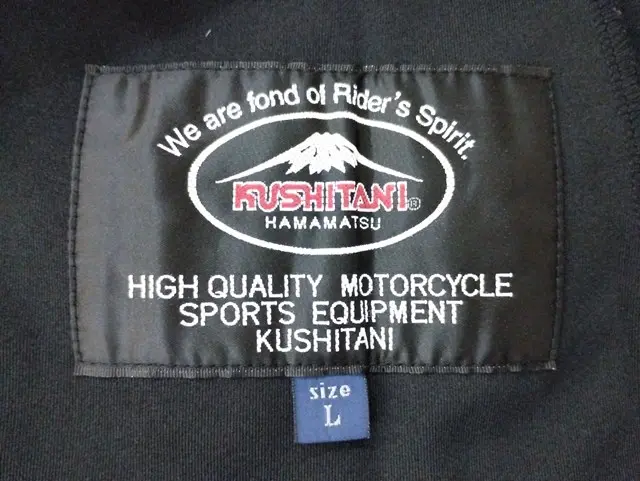 We are fond of Rider's Spirit.
KUSHITANI®
HAMAMATSU
HIGH QUALITY MOTORCYCLE
SPORTS EQUIPMENT
KUSHITANI
size
L